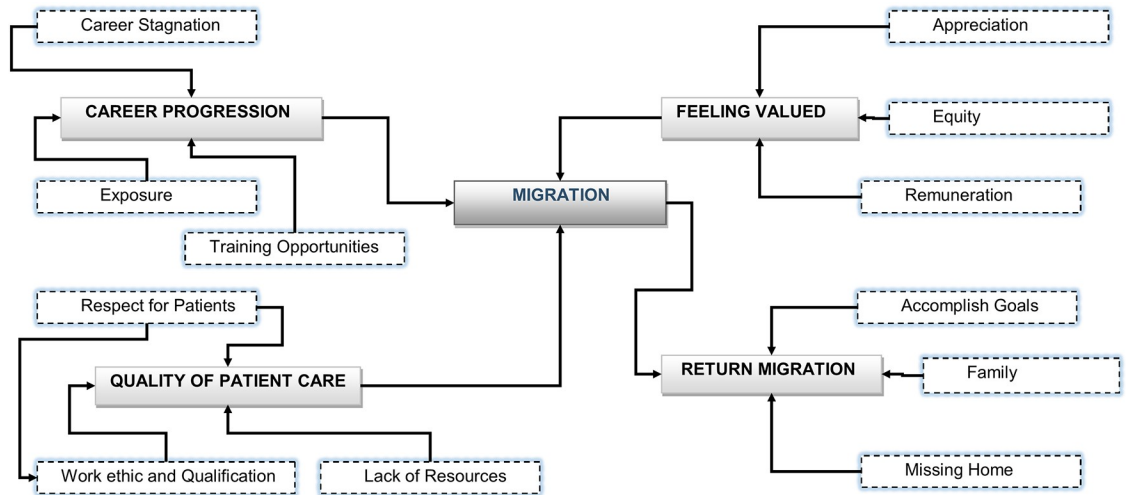 Career Stagnation
Appreciation
CAREER PROGRESSION
FEELING VALUED
Equity
Exposure
MIGRATION
Remuneration
Training Opportunities
Respect for Patients
Accomplish Goals
QUALITY OF PATIENT CARE
RETURN MIGRATION
Family
Work ethic and Qualification
Lack of Resources
Missing Home